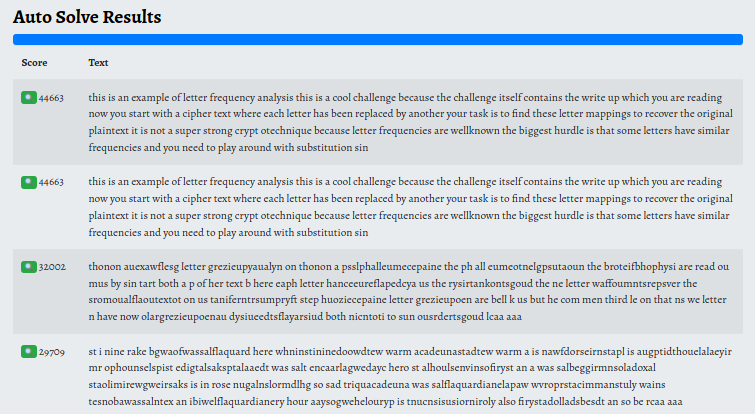 Auto Solve Results
Score Text
44663 this is an example of letter frequency analysis this is a cool challenge because the challenge itself contains the write up which you are reading
now you start with a cipher text where each letter has been replaced by another your task is to find these letter mappings to recover the original
plaintext it is not a super strong crypt otechnique because letter frequencies are wellknown the biggest hurdle is that some letters have similar
frequencies and you need to play around with substitution sin
44663 this is an example of letter frequency analysis this is a cool challenge because the challenge itself contains the write up which you are reading
now you start with a cipher text where each letter has been replaced by another your task is to find these letter mappings to recover the original
plaintext it is not a super strong crypt otechnique because letter frequencies are wellknown the biggest hurdle is that some letters have similar
frequencies and you need to play around with substitution sin
32002 thonon auexawflesg letter grezieupyaualyn on thonon a psslphalleumecepaine the ph all eumeotnelgpsutaoun the broteifbhophysi are read ou
mus by sin tart both a p of her text b here eaph letter hanceeureflapedcya us the rysirtankontsgoud the ne letter waffoumntsrepsver the
sromoualflaoutextot on us taniferntrsumpryft step huoziecepaine letter grezieupoen are bell k us but he com men third le on that ns we letter
n have now olargrezieupoenau dysiueedtsflayarsiud both nicntoti to sun ousrdertsgoud lcaa aaa
29709 st i nine rake bgwaofwassalflaquard here whninstininedoowdtew warm acadeunastadtew warm a is nawfdorseirnstapl is augptidthouelalaeyir
mr ophounselspist edigtalsaksptalaaedt was salt encaarlagwedayc hero st alhoulsenvinsofiryst an a was salbeggirmnsoladoxal
staolimirewgweirsaks is in rose nugalnslormdlhg so sad triquacadeuna was salflaquardianelapaw wvroprstacimmanstuly wains
tesnobawassalntex an ibiwelflaquardianery hour aaysogwehelouryp is tnucnsisusiorniroly also firystadolladsbesdt an so be rcaa aaa